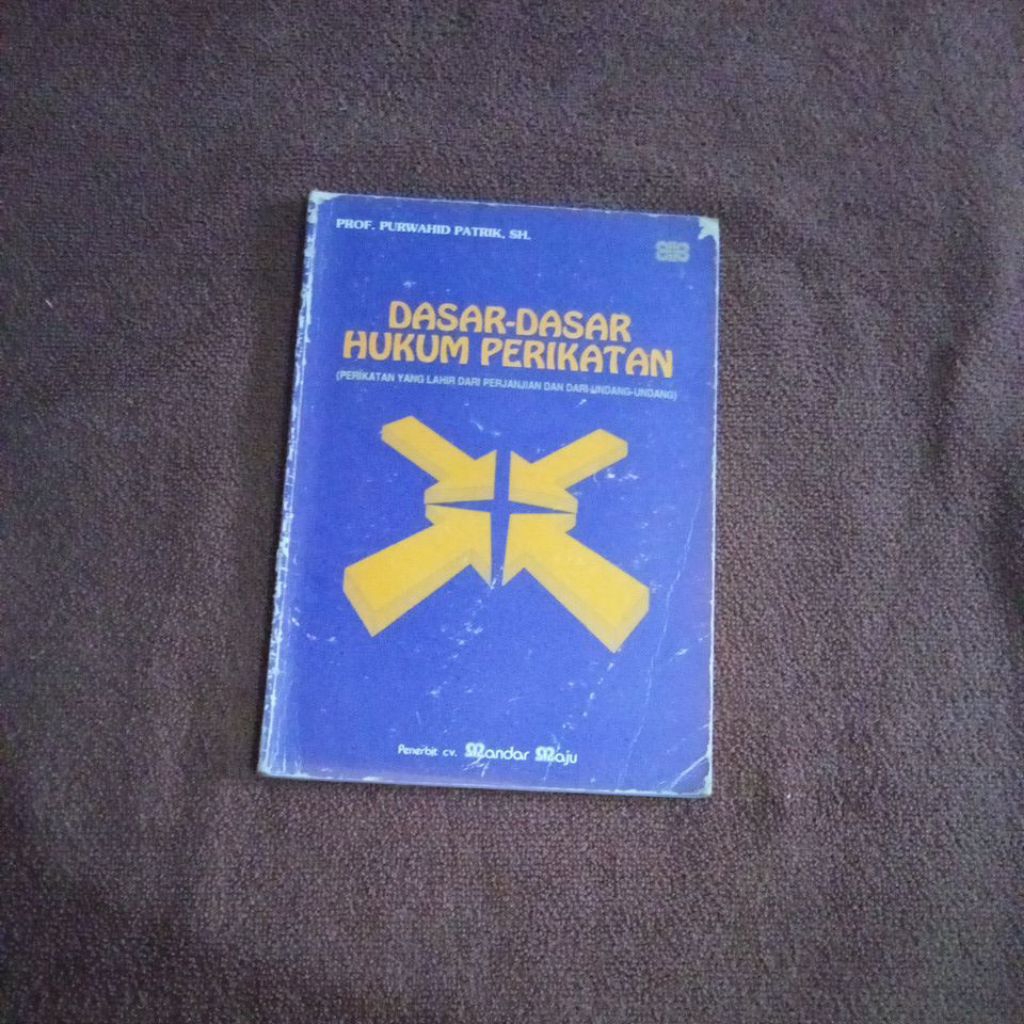 PROF. PURWAHID PATRIK, SH.
DASAR-DASAR
HUKUM PERIKATAN
(PERIKATAN YANG LAHIR DARI PERJANJIAN DAN DARI UNDANG-UNDANG)
Penerbit cv. Mandar Maju